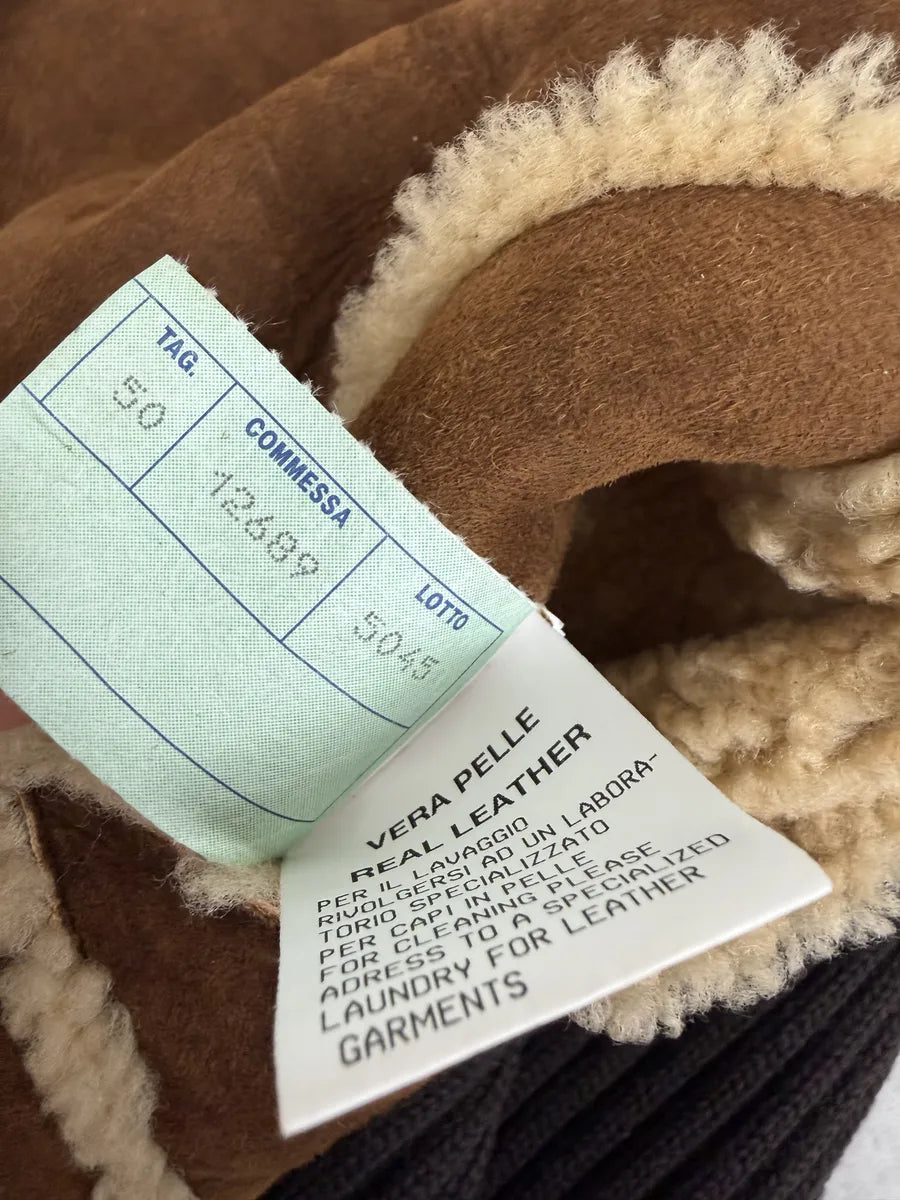 TAG.
50
COMMESSA
12689
LOTTO
5045
VERA PELLE
REAL LEATHER
PER IL LAVAGGIO
RIVOLGERSI AD UN LABORA-
TORIO SPECIALIZZATO
PER CAPI IN PELLE
FOR CLEANING PLEASE
ADRESS TO A SPECIALIZED
LAUNDRY FOR LEATHER
GARMENTS